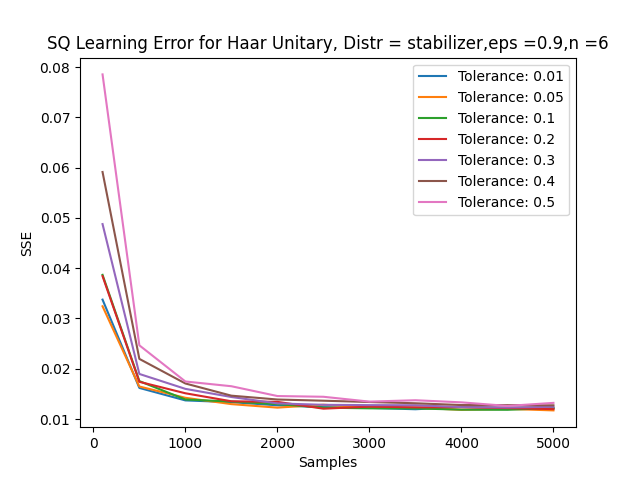 SQ Learning Error for Haar Unitary, Distr = stabilizer,eps =0.9,n =6
0.08
0.07
0.06
0.05
0.04
0.03
0.02
0.01
SSE
Tolerance: 0.01
Tolerance: 0.05
Tolerance: 0.1
Tolerance: 0.2
Tolerance: 0.3
Tolerance: 0.4
Tolerance: 0.5
0 1000 2000 3000 4000 5000
Samples